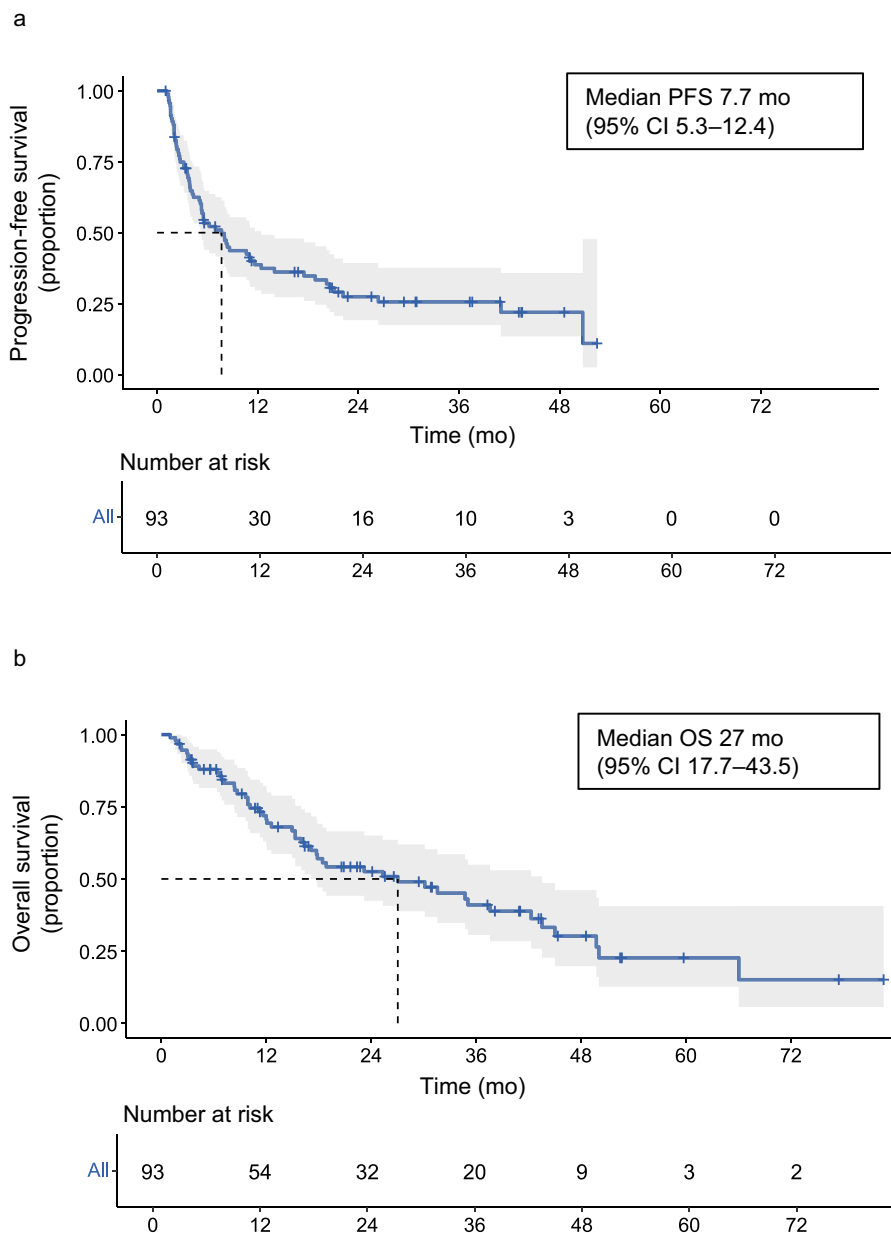 a
Median PFS 7.7 mo
(95% CI 5.3–12.4)
Progression-free survival
(proportion)
1.00
0.75
0.50
0.25
0.00
0 12 24 36 48 60 72
Time (mo)
Number at risk
All 93 30 16 10 3 0 0
0 12 24 36 48 60 72
b
Median OS 27 mo
(95% CI 17.7–43.5)
Overall survival
(proportion)
1.00
0.75
0.50
0.25
0.00
0 12 24 36 48 60 72
Time (mo)
Number at risk
All 93 54 32 20 9 3 2
0 12 24 36 48 60 72